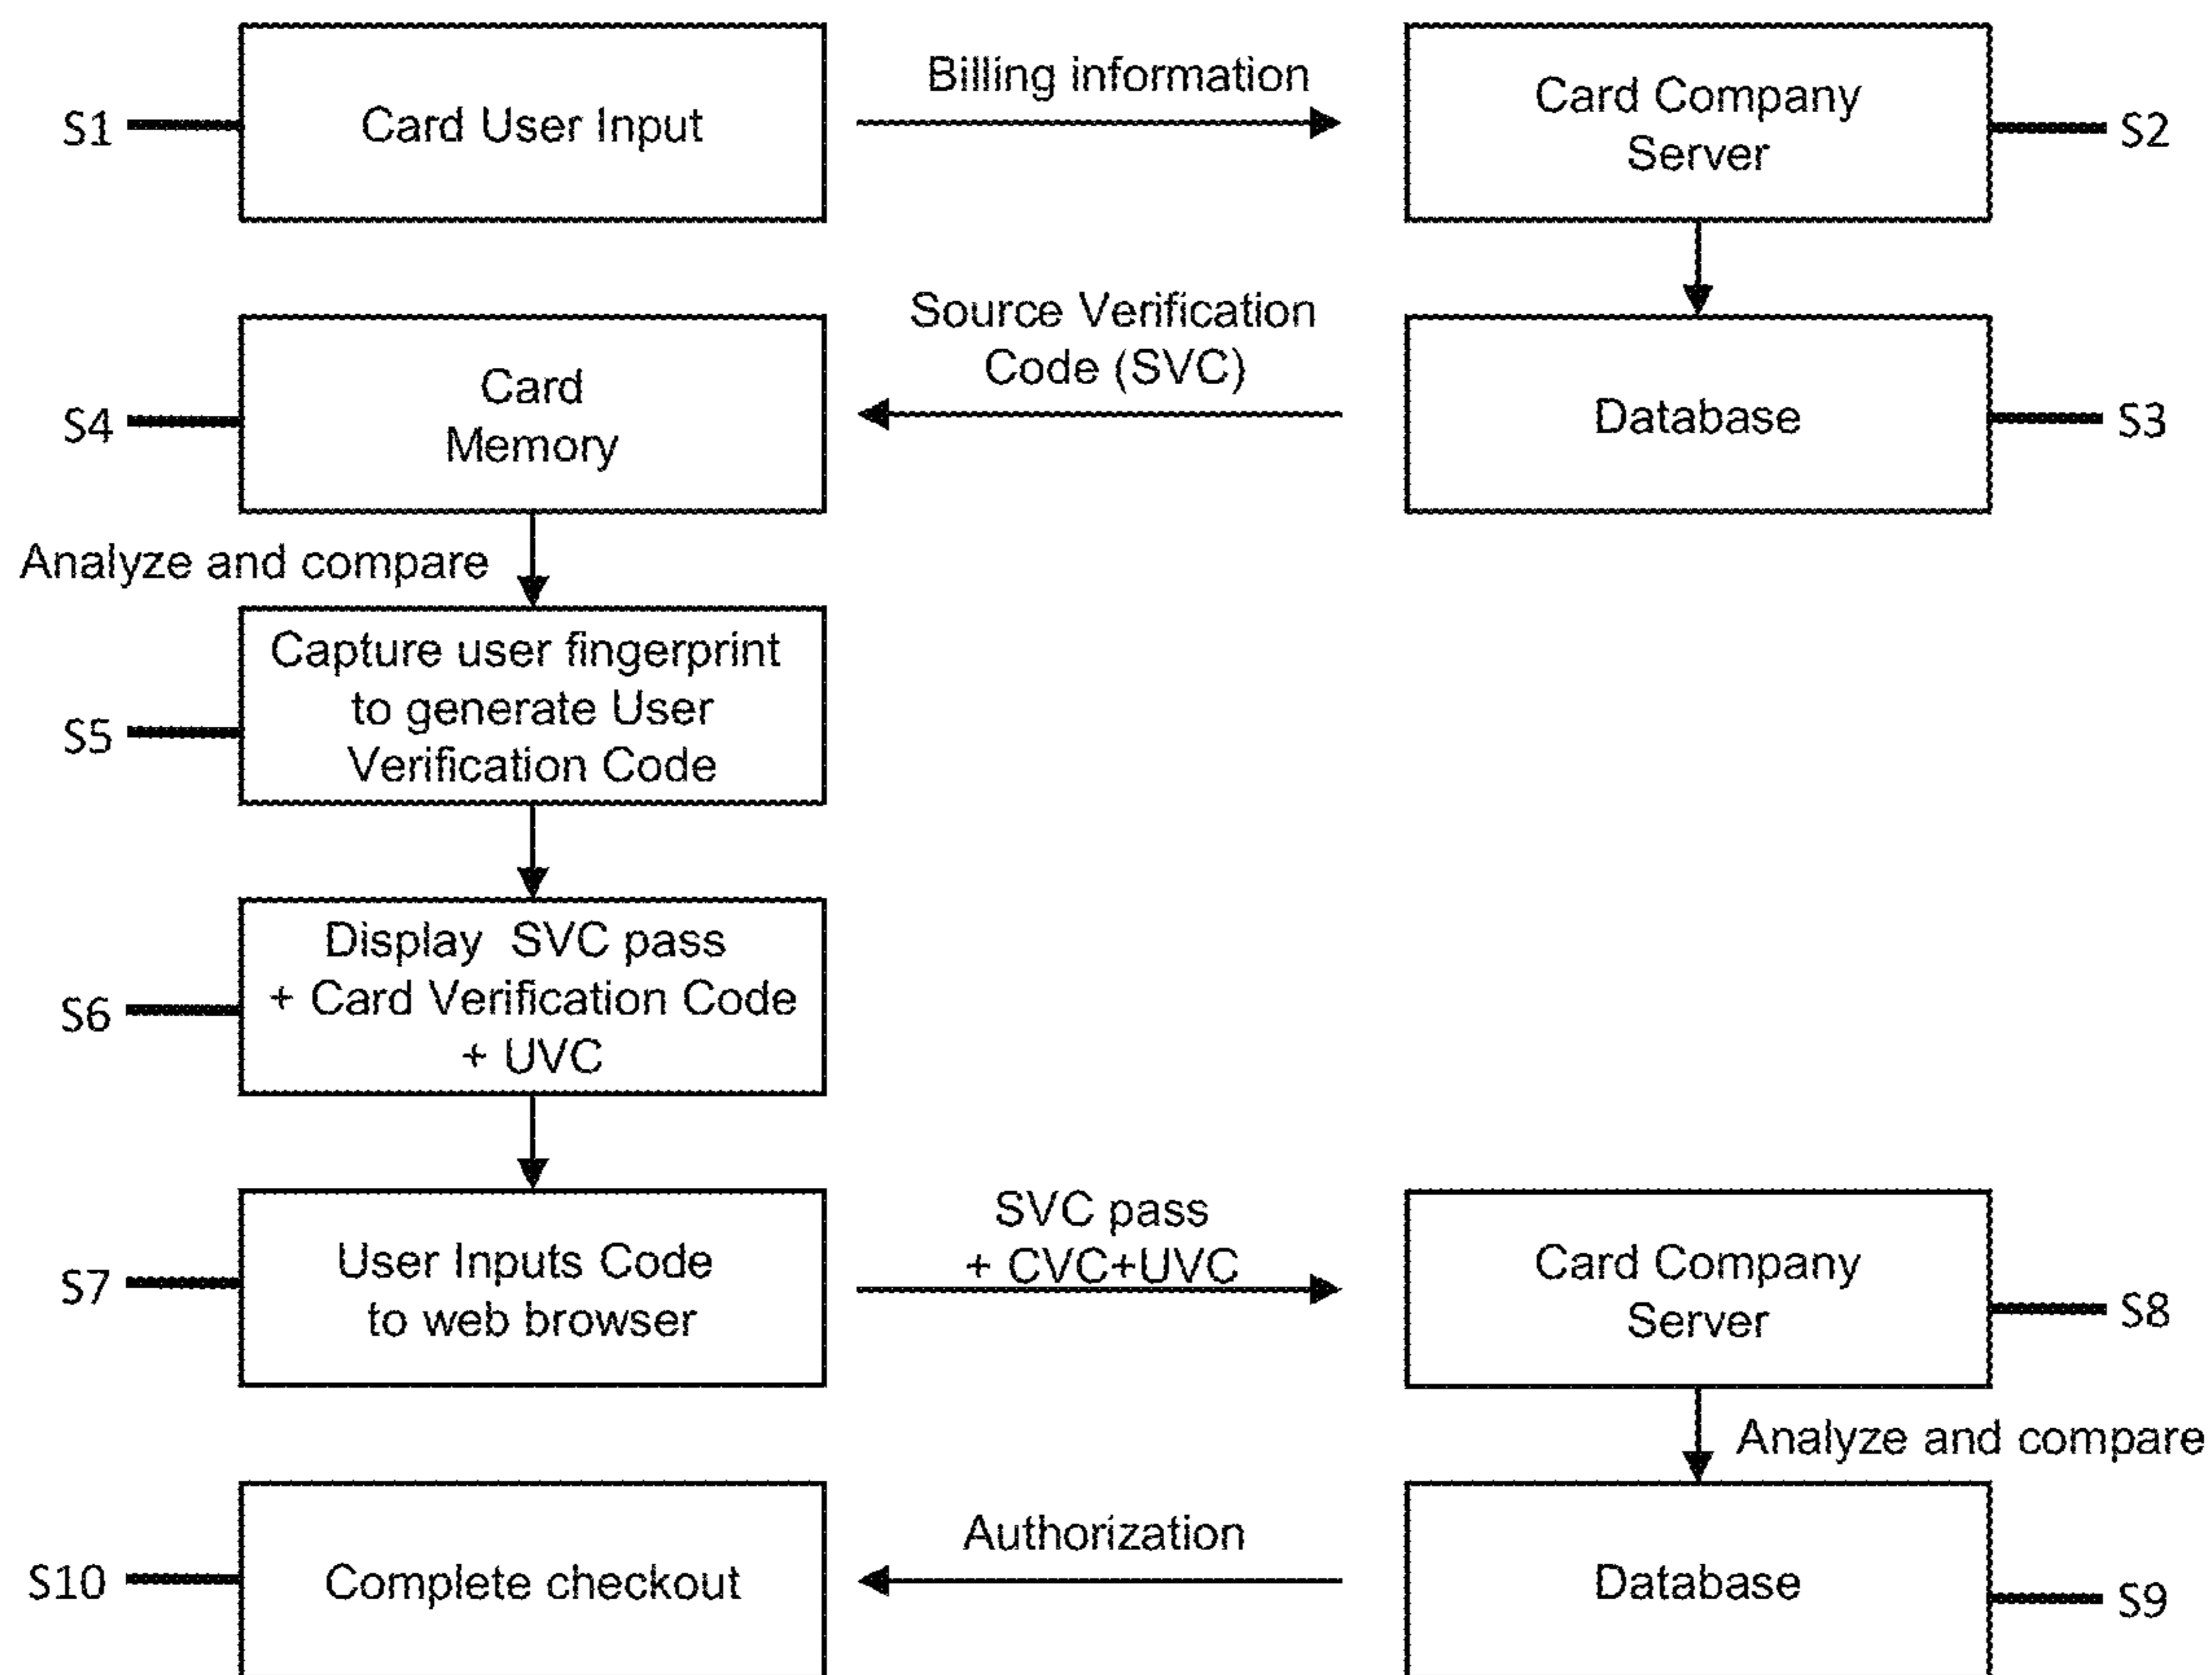 S1
Card User Input
Billing information
Card Company
Server
S2
S4
Card
Memory
Source Verification
Code (SVC)
Database
S3
Analyze and compare
S5
Capture user fingerprint
to generate User
Verification Code
S6
Display SVC pass
+ Card Verification Code
+ UVC
S7
User Inputs Code
to web browser
SVC pass
+ CVC+UVC
Card Company
Server
S8
Analyze and compare
S10
Complete checkout
Authorization
Database
S9